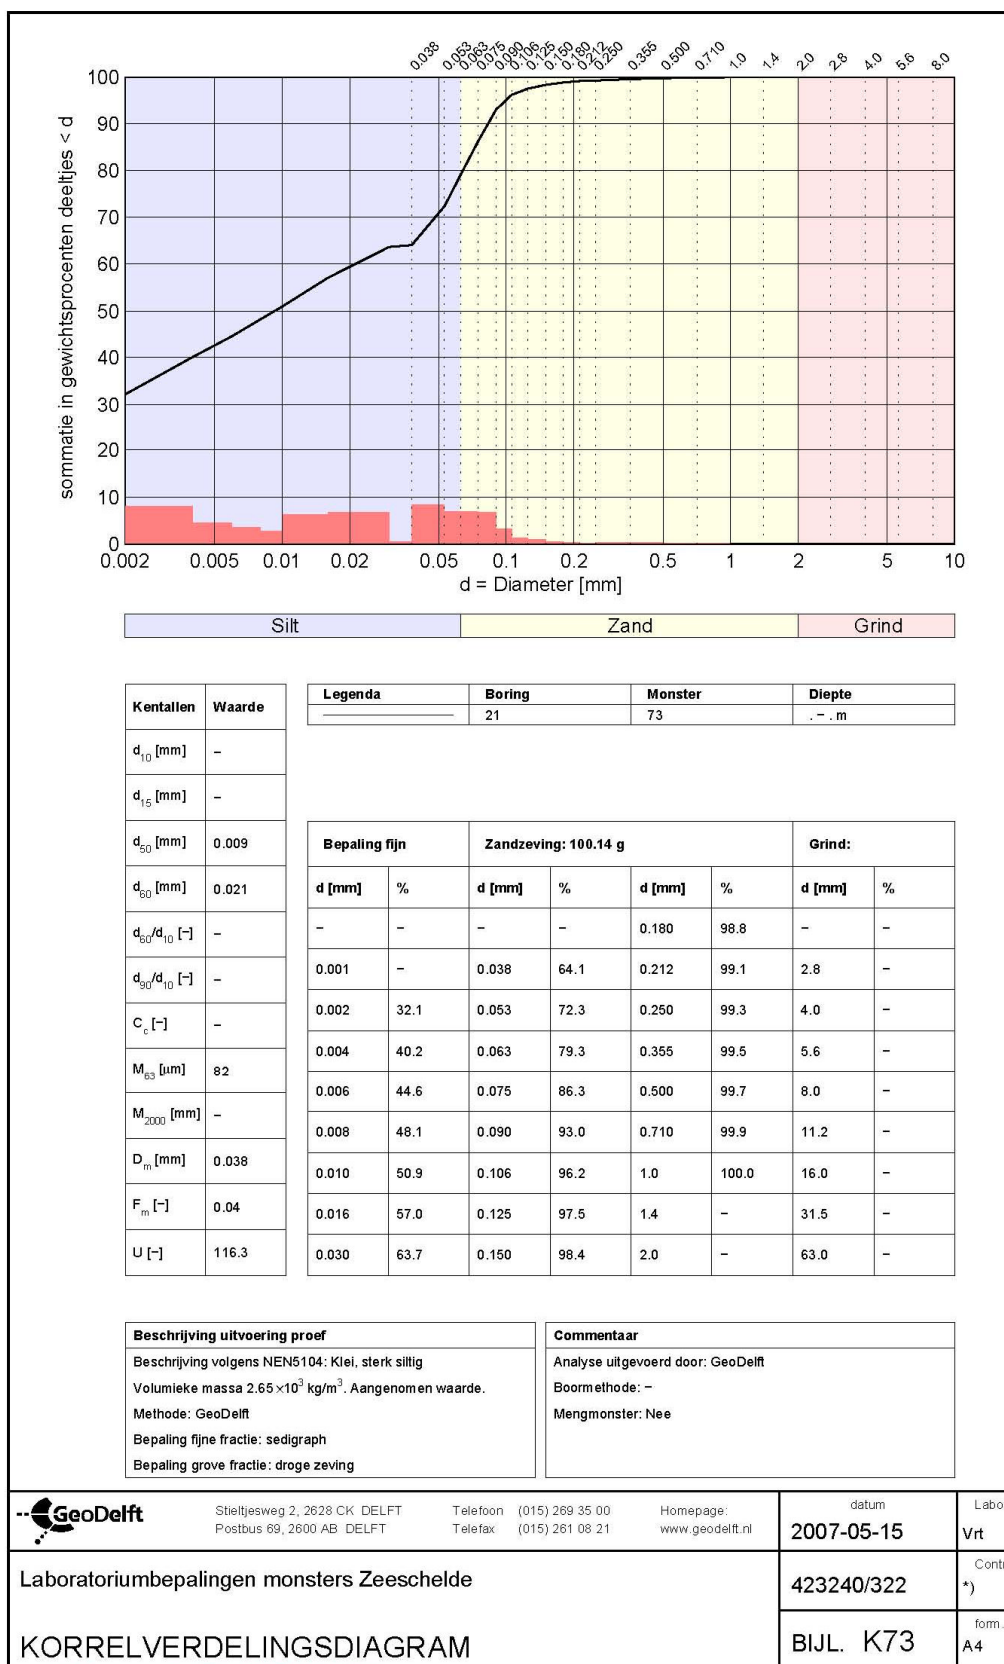 0.038 0.053 0.063 0.075 0.090 0.106 0.125 0.150 0.180 0.212 0.250 0.355 0.500 0.710 1.0 1.4 2.0 2.8 4.0 5.6 8.0
sommatie in gewichtsprocenten deeltjes < d
100
90
80
70
60
50
40
30
20
10
0
0.002 0.005 0.01 0.02 0.05 0.1 0.2 0.5 1 2 5 10
d = Diameter [mm]
Silt Zand Grind
Kentallen Waarde
d10 [mm] –
d15 [mm] –
d50 [mm] 0.009
d60 [mm] 0.021
d60/d10 [–] –
d90/d10 [–] –
Cc [–] –
M63 [μm] 82
M2000 [mm] –
Dm [mm] 0.038
Fm [–] 0.04
U [–] 116.3
Legenda Boring Monster Diepte
21 73 . – . m
Bepaling fijn Zandzeving: 100.14 g Grind:
d [mm] % d [mm] % d [mm] % d [mm] %
– – – – 0.180 98.8 – –
0.001 – 0.038 64.1 0.212 99.1 2.8 –
0.002 32.1 0.053 72.3 0.250 99.3 4.0 –
0.004 40.2 0.063 79.3 0.355 99.5 5.6 –
0.006 44.6 0.075 86.3 0.500 99.7 8.0 –
0.008 48.1 0.090 93.0 0.710 99.9 11.2 –
0.010 50.9 0.106 96.2 1.0 100.0 16.0 –
0.016 57.0 0.125 97.5 1.4 – 31.5 –
0.030 63.7 0.150 98.4 2.0 – 63.0 –
Beschrijving uitvoering proef
Beschrijving volgens NEN5104: Klei, sterk siltig
Volumieke massa 2.65×10³ kg/m³. Aangenomen waarde.
Methode: GeoDelft
Bepaling fijne fractie: sedigraph
Bepaling grove fractie: droge zeving
Commentaar
Analyse uitgevoerd door: GeoDelft
Boormethode: –
Mengmonster: Nee
GeoDelft
Stieltjesweg 2, 2628 CK DELFT Telefoon (015) 269 35 00 Homepage:
Postbus 69, 2600 AB DELFT Telefax (015) 261 08 21 www.geodelft.nl
datum Labo
2007-05-15 Vrt
Laboratoriumbepalingen monsters Zeeschelde
423240/322
Contr
*)
KORRELVERDELINGSDIAGRAM
BIJL. K73
form.
A4